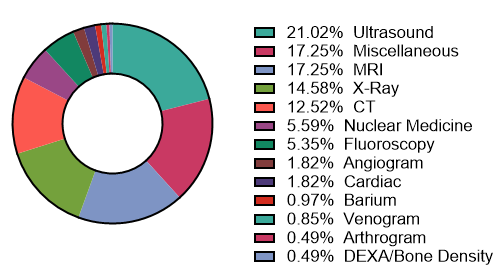 21.02% Ultrasound
17.25% Miscellaneous
17.25% MRI
14.58% X-Ray
12.52% CT
5.59% Nuclear Medicine
5.35% Fluoroscopy
1.82% Angiogram
1.82% Cardiac
0.97% Barium
0.85% Venogram
0.49% Arthrogram
0.49% DEXA/Bone Density